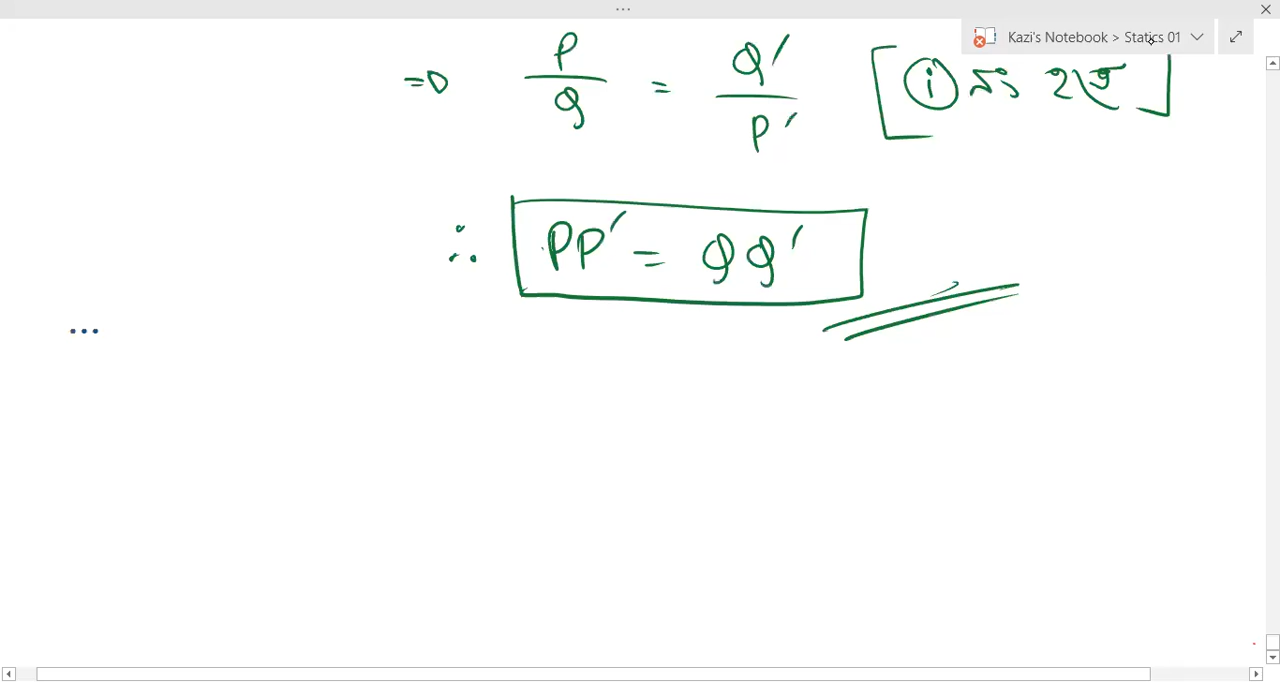 Kazi's Notebook > Statics 01
=> P/Q = Q′/P′ [(i) নং হতে]
∴ PP′ = QQ′